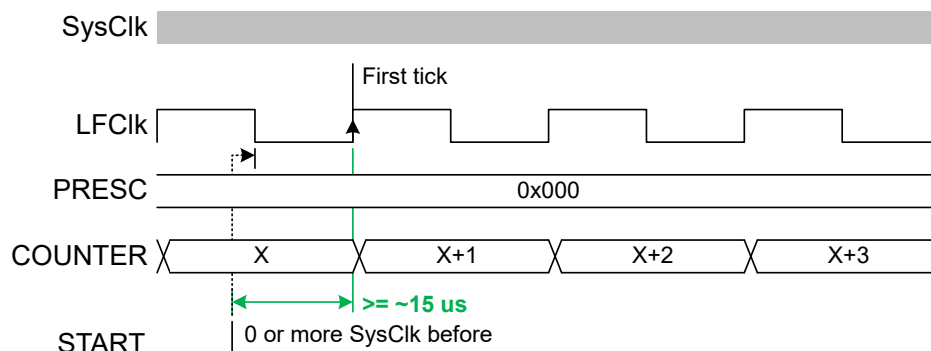 SysClk
First tick
LFClk
PRESC 0x000
COUNTER X X+1 X+2 X+3
>= ~15 us
START 0 or more SysClk before